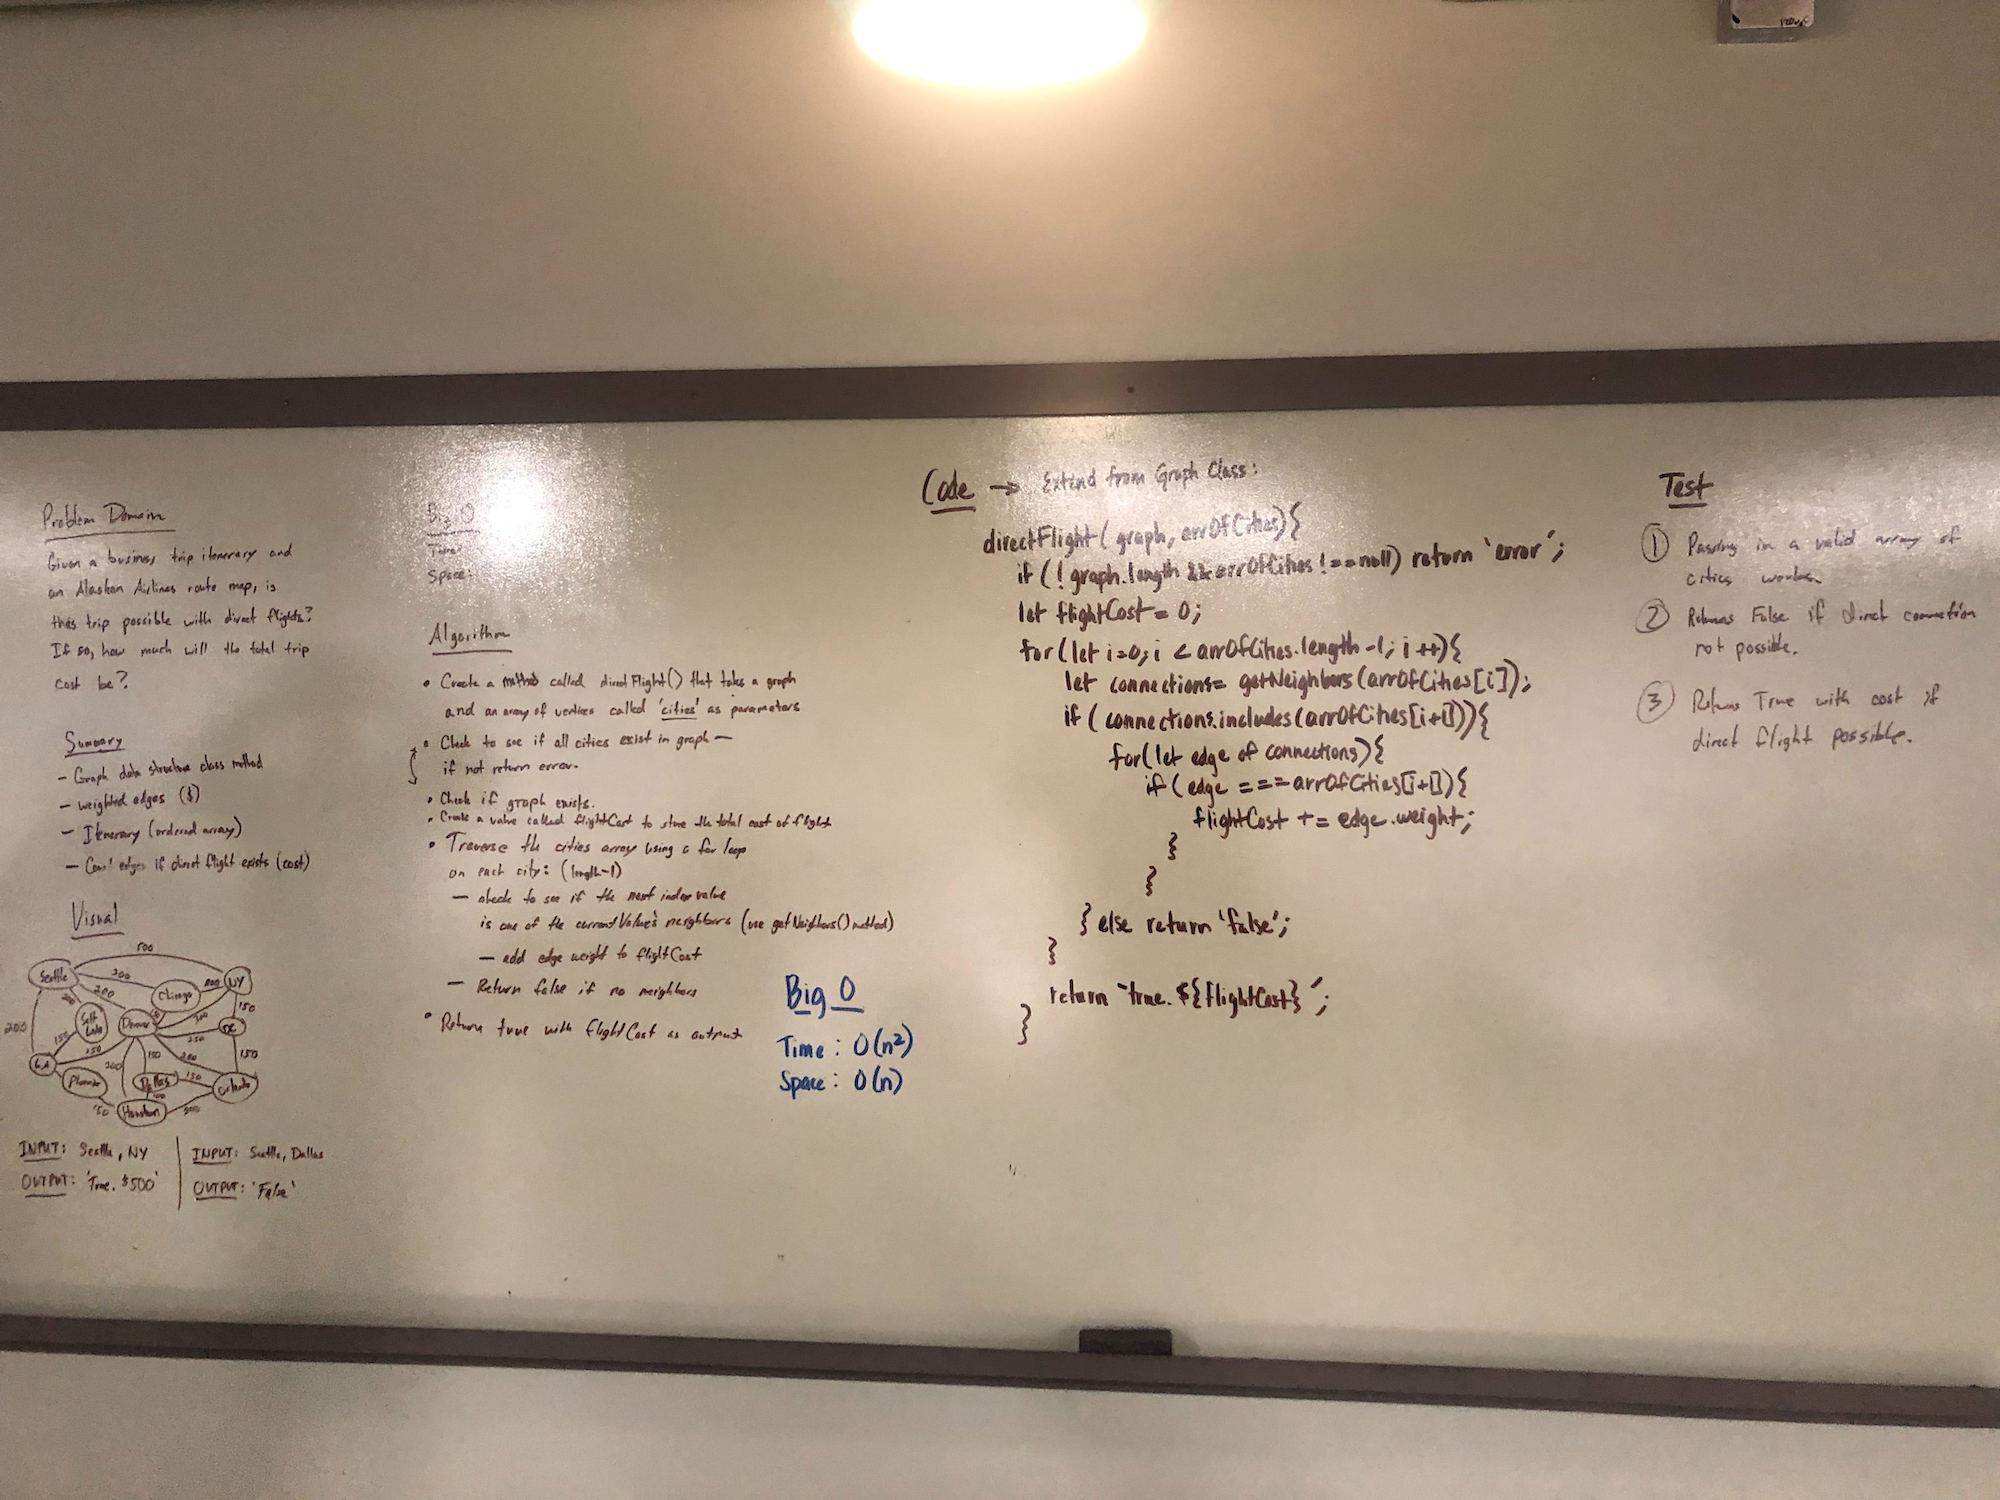 Problem Domain
Given a business trip itenerary and
an Alaskan Airlines route map, is
this trip possible with direct flights?
If so, how much will the total trip
cost be?
Summary
- Graph data structure class method
- weighted edges ($)
- Itenerary (ordered array)
- edges if direct flight exists (cost)
Visual
500
Seattle
300
200
Chicago
NY
200
Salt Lake
Denver
300
150
DC
250
150
150
150
LA
Phoenix
200
150
Dallas
150
Orlando
150
Houston
200
INPUT: Seattle, NY
OUTPUT: 'True. $500'
INPUT: Seattle, Dallas
OUTPUT: 'False'
Big O
Time:
Space:
Algorithm
• Create a method called directFlight() that takes a graph
and an array of vertices called 'cities' as parameters
• Check to see if all cities exist in graph —
if not return error.
• Check if graph exists.
• Create a value called flightCost to store the total cost of flight
• Traverse the cities array using a for loop
on each city: (length-1)
— check to see if the next index value
is one of the currentValue's neighbors (use getNeighbors() method)
— add edge weight to flightCost
— Return false if no neighbors
• Return true with flightCost as output
Big O
Time: O(n²)
Space: O(n)
Code → Extend from Graph Class:
directFlight(graph, arrOfCities){
if (!graph.length && arrOfCities !==null) return 'error';
let flightCost = 0;
for(let i=0; i < arrOfCities.length -1; i++){
let connections= getNeighbors(arrOfCities[i]);
if (connections.includes(arrOfCities[i+1])){
for(let edge of connections){
if(edge === arrOfCities[i+1]){
flightCost += edge.weight;
}
}
} else return 'false';
}
return `true. ${flightCost}`;
}
Test
① Passing in a valid array of
cities works.
② Returns False if direct connection
not possible.
③ Returns True with cost if
direct flight possible.